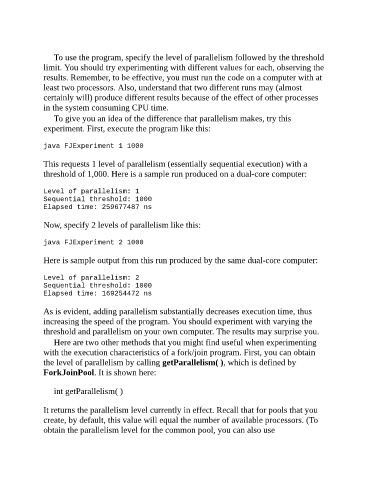 To use the program, specify the level of parallelism followed by the threshold
limit. You should try experimenting with different values for each, observing the
results. Remember, to be effective, you must run the code on a computer with at
least two processors. Also, understand that two different runs may (almost
certainly will) produce different results because of the effect of other processes
in the system consuming CPU time.
To give you an idea of the difference that parallelism makes, try this
experiment. First, execute the program like this:
java FJExperiment 1 1000
This requests 1 level of parallelism (essentially sequential execution) with a
threshold of 1,000. Here is a sample run produced on a dual-core computer:
Level of parallelism: 1
Sequential threshold: 1000
Elapsed time: 259677487 ns
Now, specify 2 levels of parallelism like this:
java FJExperiment 2 1000
Here is sample output from this run produced by the same dual-core computer:
Level of parallelism: 2
Sequential threshold: 1000
Elapsed time: 169254472 ns
As is evident, adding parallelism substantially decreases execution time, thus
increasing the speed of the program. You should experiment with varying the
threshold and parallelism on your own computer. The results may surprise you.
Here are two other methods that you might find useful when experimenting
with the execution characteristics of a fork/join program. First, you can obtain
the level of parallelism by calling getParallelism( ), which is defined by
ForkJoinPool. It is shown here:
int getParallelism( )
It returns the parallelism level currently in effect. Recall that for pools that you
create, by default, this value will equal the number of available processors. (To
obtain the parallelism level for the common pool, you can also use